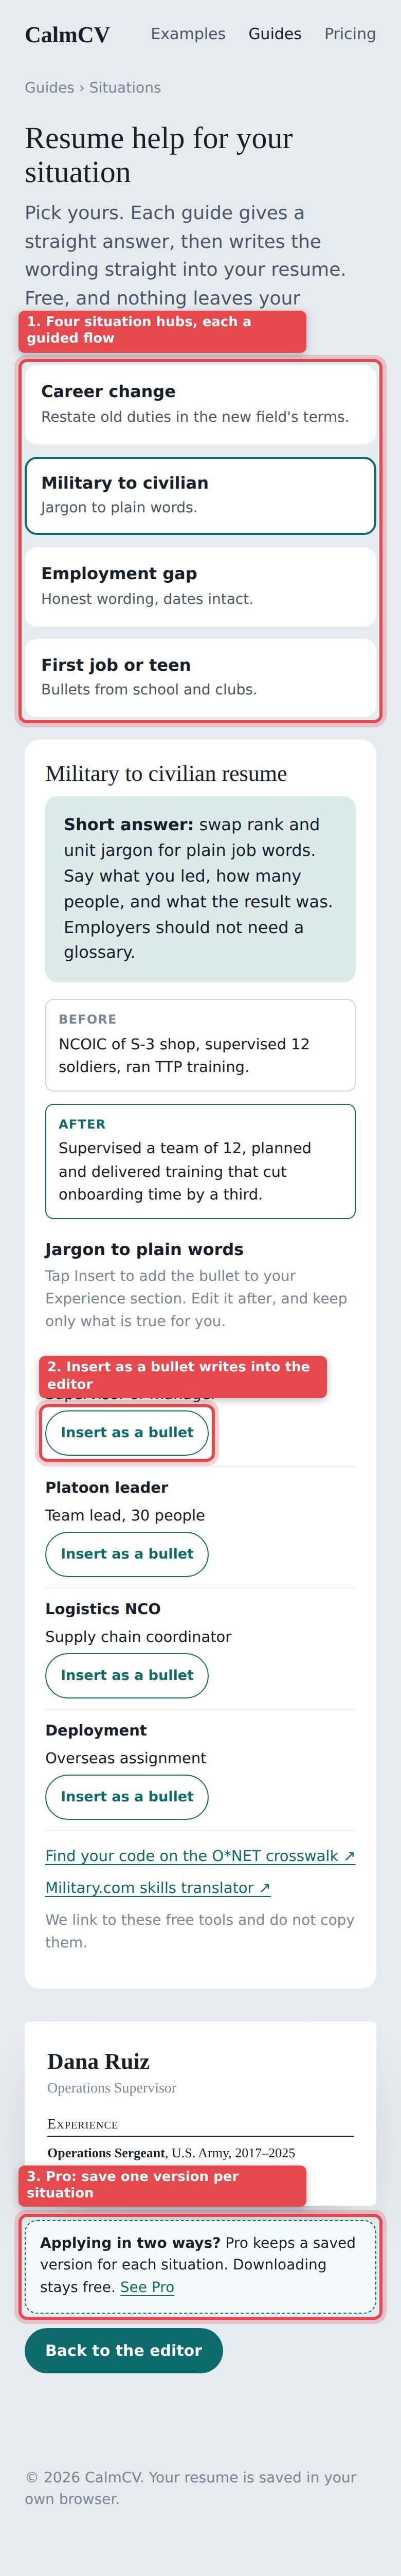 CalmCV
Examples Guides Pricing
Guides › Situations
Resume help for your
situation
Pick yours. Each guide gives a
straight answer, then writes the
wording straight into your resume.
Free, and nothing leaves your
1. Four situation hubs, each a
guided flow
Career change
Restate old duties in the new field's terms.
Military to civilian
Jargon to plain words.
Employment gap
Honest wording, dates intact.
First job or teen
Bullets from school and clubs.
Military to civilian resume
Short answer: swap rank and
unit jargon for plain job words.
Say what you led, how many
people, and what the result was.
Employers should not need a
glossary.
BEFORE
NCOIC of S-3 shop, supervised 12
soldiers, ran TTP training.
AFTER
Supervised a team of 12, planned
and delivered training that cut
onboarding time by a third.
Jargon to plain words
Tap Insert to add the bullet to your
Experience section. Edit it after, and keep
only what is true for you.
2. Insert as a bullet writes into the
editor
Insert as a bullet
Platoon leader
Team lead, 30 people
Insert as a bullet
Logistics NCO
Supply chain coordinator
Insert as a bullet
Deployment
Overseas assignment
Insert as a bullet
Find your code on the O*NET crosswalk ↗
Military.com skills translator ↗
We link to these free tools and do not copy
them.
Dana Ruiz
Operations Supervisor
Experience
Operations Sergeant, U.S. Army, 2017–2025
3. Pro: save one version per
situation
Applying in two ways? Pro keeps a saved
version for each situation. Downloading
stays free. See Pro
Back to the editor
© 2026 CalmCV. Your resume is saved in your
own browser.